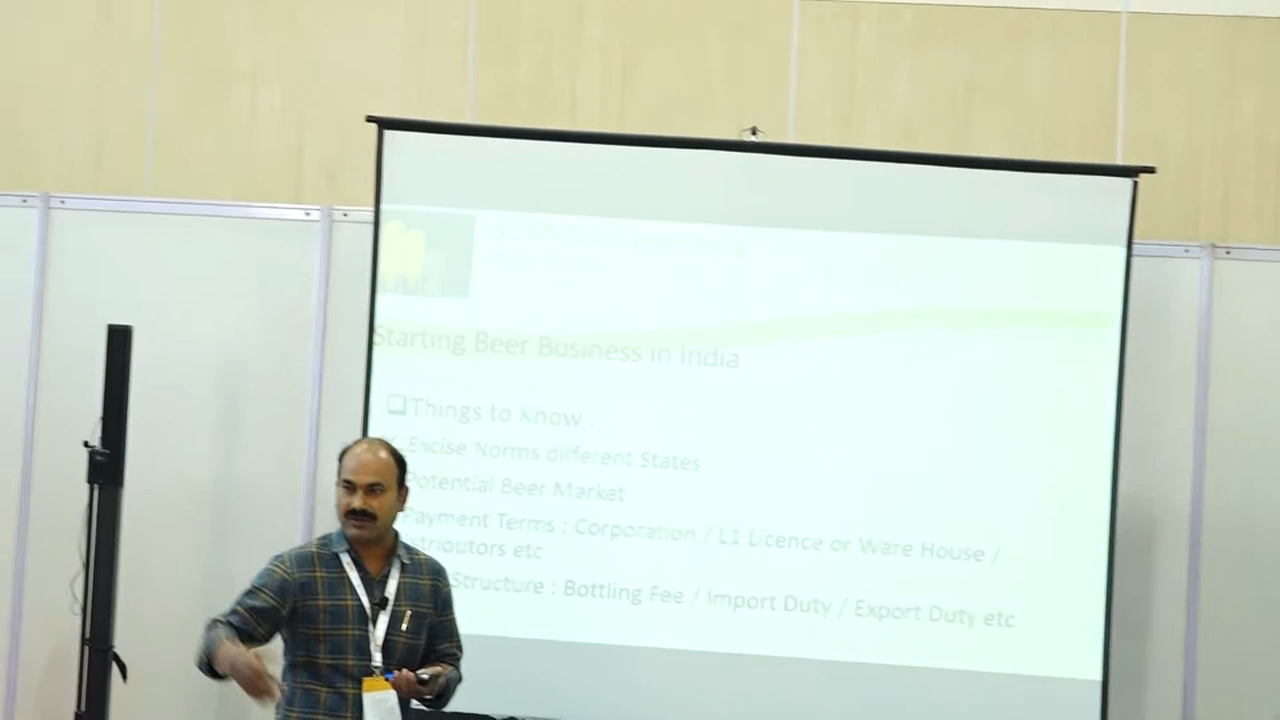 Starting Beer Business in India
Things to Know .
Excise Norms different States
Potential Beer Market
Payment Terms : Corporation / L1 Licence or Ware House /
stributors etc
Structure : Bottling Fee / Import Duty / Export Duty etc